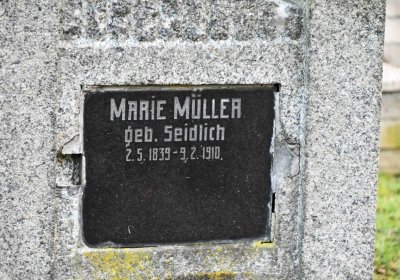 MARIE MÜLLER
geb. Seidlich
2.5.1839-9.2.1910.